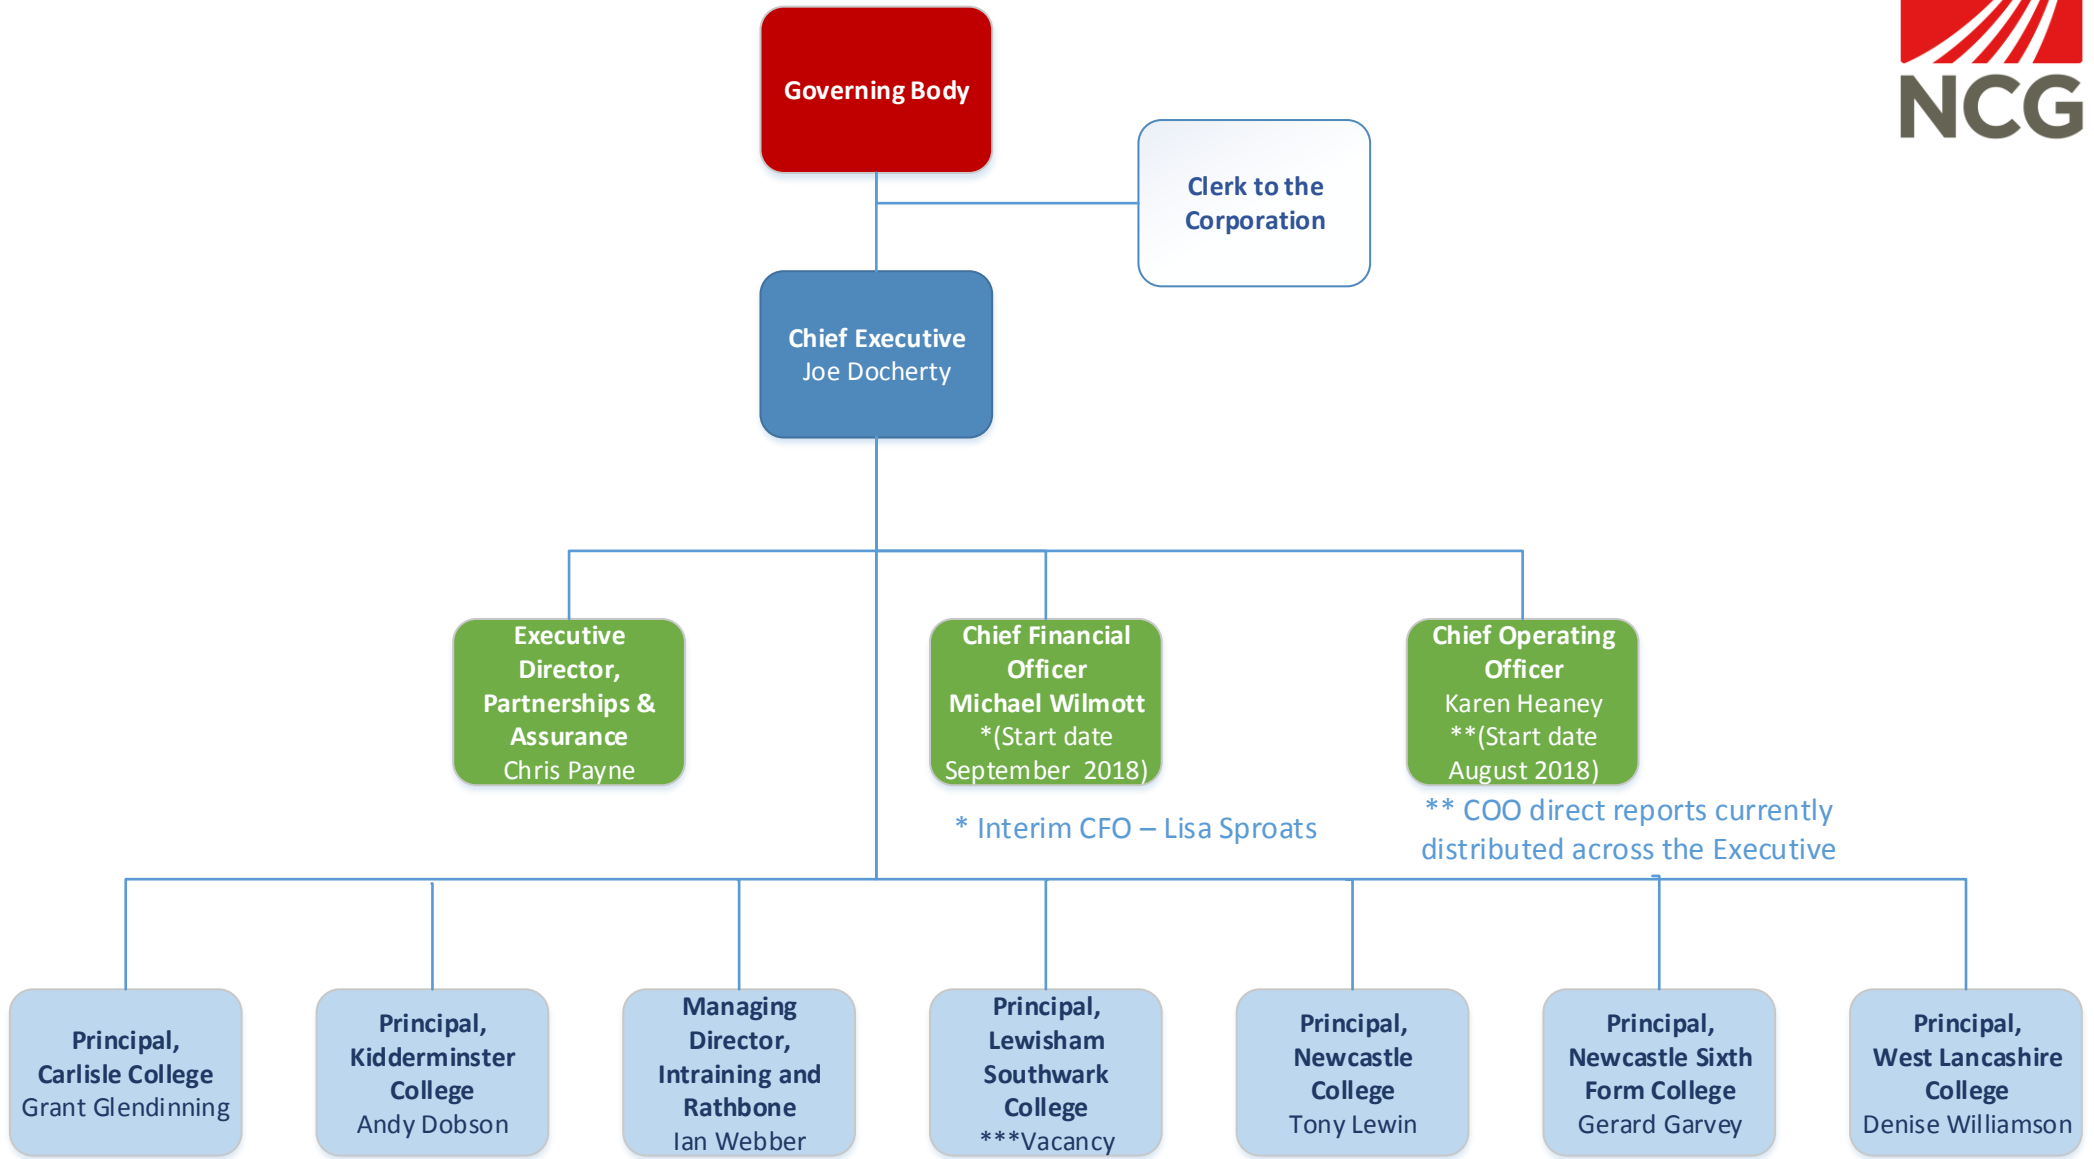 NCG
Governing Body
Clerk to the
Corporation
Chief Executive
Joe Docherty
Executive
Director,
Partnerships &
Assurance
Chris Payne
Chief Financial
Officer
Michael Wilmott
*(Start date
September 2018)
Chief Operating
Officer
Karen Heaney
**(Start date
August 2018)
* Interim CFO – Lisa Sproats
** COO direct reports currently
distributed across the Executive
Principal,
Carlisle College
Grant Glendinning
Principal,
Kidderminster
College
Andy Dobson
Managing
Director,
Intraining and
Rathbone
Ian Webber
Principal,
Lewisham
Southwark
College
***Vacancy
Principal,
Newcastle
College
Tony Lewin
Principal,
Newcastle Sixth
Form College
Gerard Garvey
Principal,
West Lancashire
College
Denise Williamson